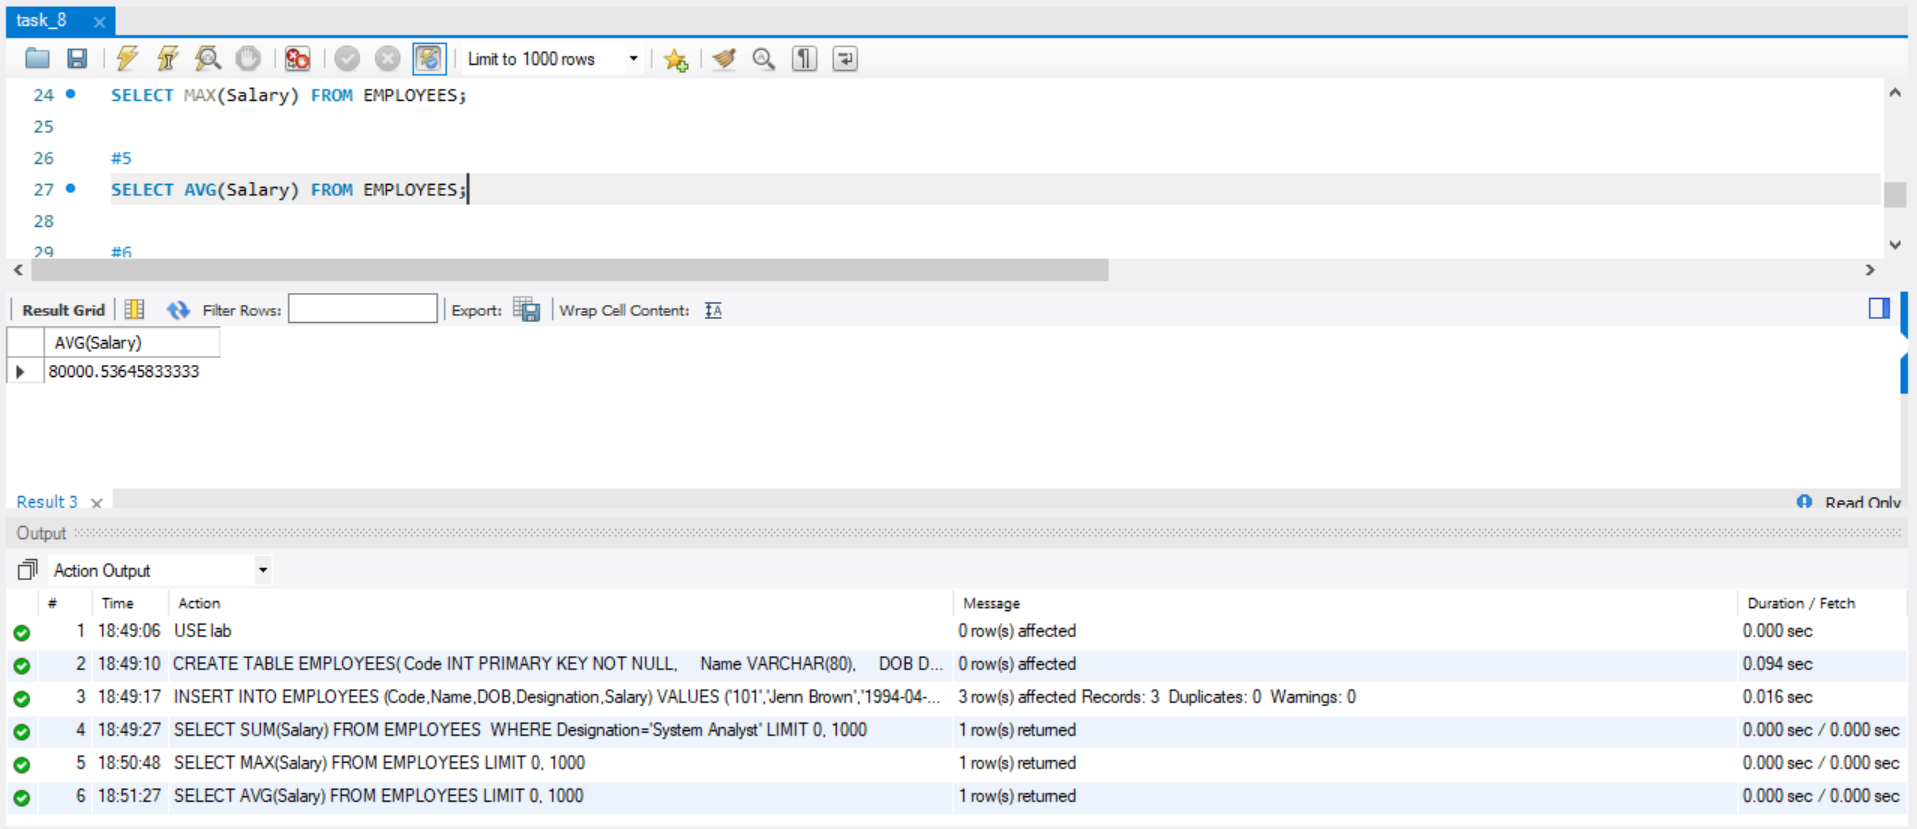 task_8
Limit to 1000 rows
24 SELECT MAX(Salary) FROM EMPLOYEES;
25
26 #5
27 SELECT AVG(Salary) FROM EMPLOYEES;
28
29 #6
Result Grid Filter Rows: Export: Wrap Cell Content:
AVG(Salary)
80000.53645833333
Result 3 Read Only
Output
Action Output
# Time Action Message Duration / Fetch
1 18:49:06 USE lab 0 row(s) affected 0.000 sec
2 18:49:10 CREATE TABLE EMPLOYEES( Code INT PRIMARY KEY NOT NULL, Name VARCHAR(80), DOB D... 0 row(s) affected 0.094 sec
3 18:49:17 INSERT INTO EMPLOYEES (Code,Name,DOB,Designation,Salary) VALUES ('101','Jenn Brown','1994-04-... 3 row(s) affected Records: 3 Duplicates: 0 Warnings: 0 0.016 sec
4 18:49:27 SELECT SUM(Salary) FROM EMPLOYEES WHERE Designation='System Analyst' LIMIT 0, 1000 1 row(s) returned 0.000 sec / 0.000 sec
5 18:50:48 SELECT MAX(Salary) FROM EMPLOYEES LIMIT 0, 1000 1 row(s) returned 0.000 sec / 0.000 sec
6 18:51:27 SELECT AVG(Salary) FROM EMPLOYEES LIMIT 0, 1000 1 row(s) returned 0.000 sec / 0.000 sec